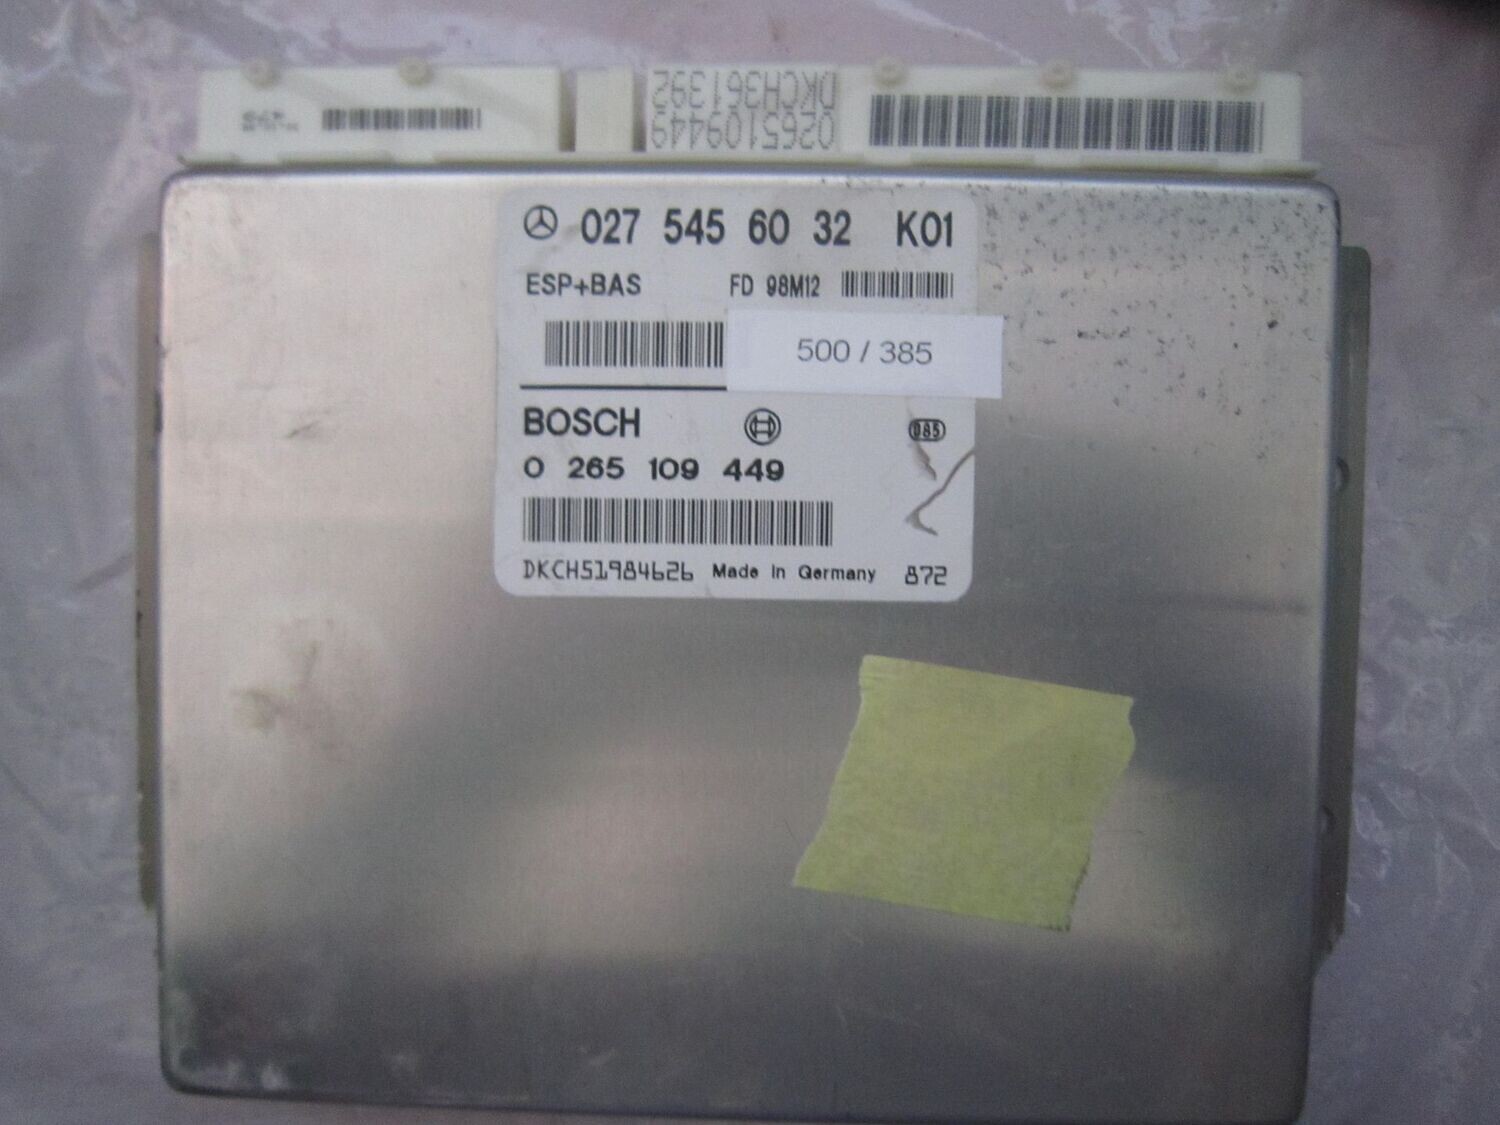 DKCH361392
0265109449
027 545 60 32 K01
ESP+BAS FD 98M12
500 / 385
BOSCH
085
0 265 109 449
DKCH51984626 Made in Germany 872